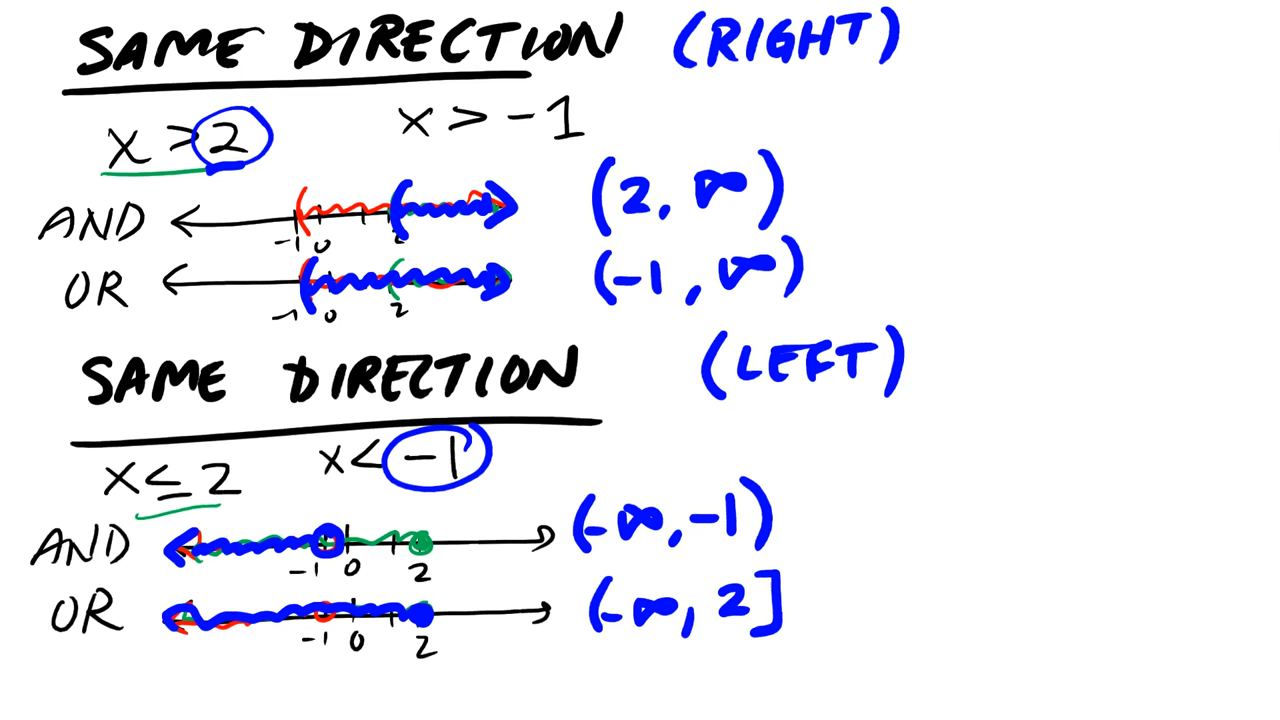 SAME DIRECTION (RIGHT)
x > 2 x > -1
AND -1 0 2 (2, ∞)
OR -1 0 2 (-1, ∞)
SAME DIRECTION (LEFT)
x ≤ 2 x < -1
AND -1 0 2 (-∞, -1)
OR -1 0 2 (-∞, 2]